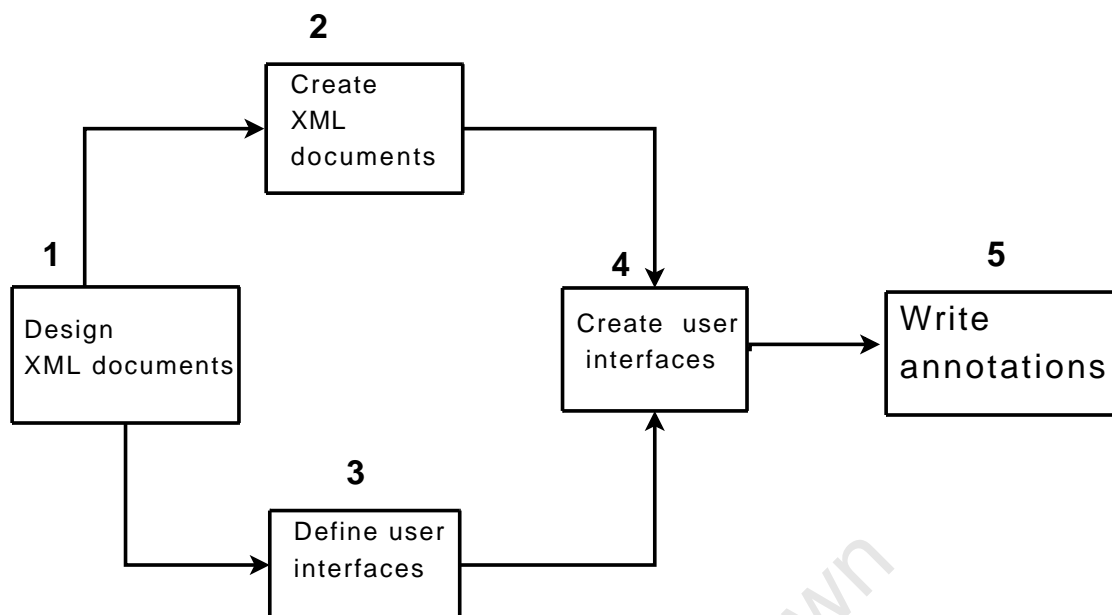 2
Create
XML
documents
1
Design
XML documents
4
Create user
interfaces
5
Write
annotations
3
Define user
interfaces
wn